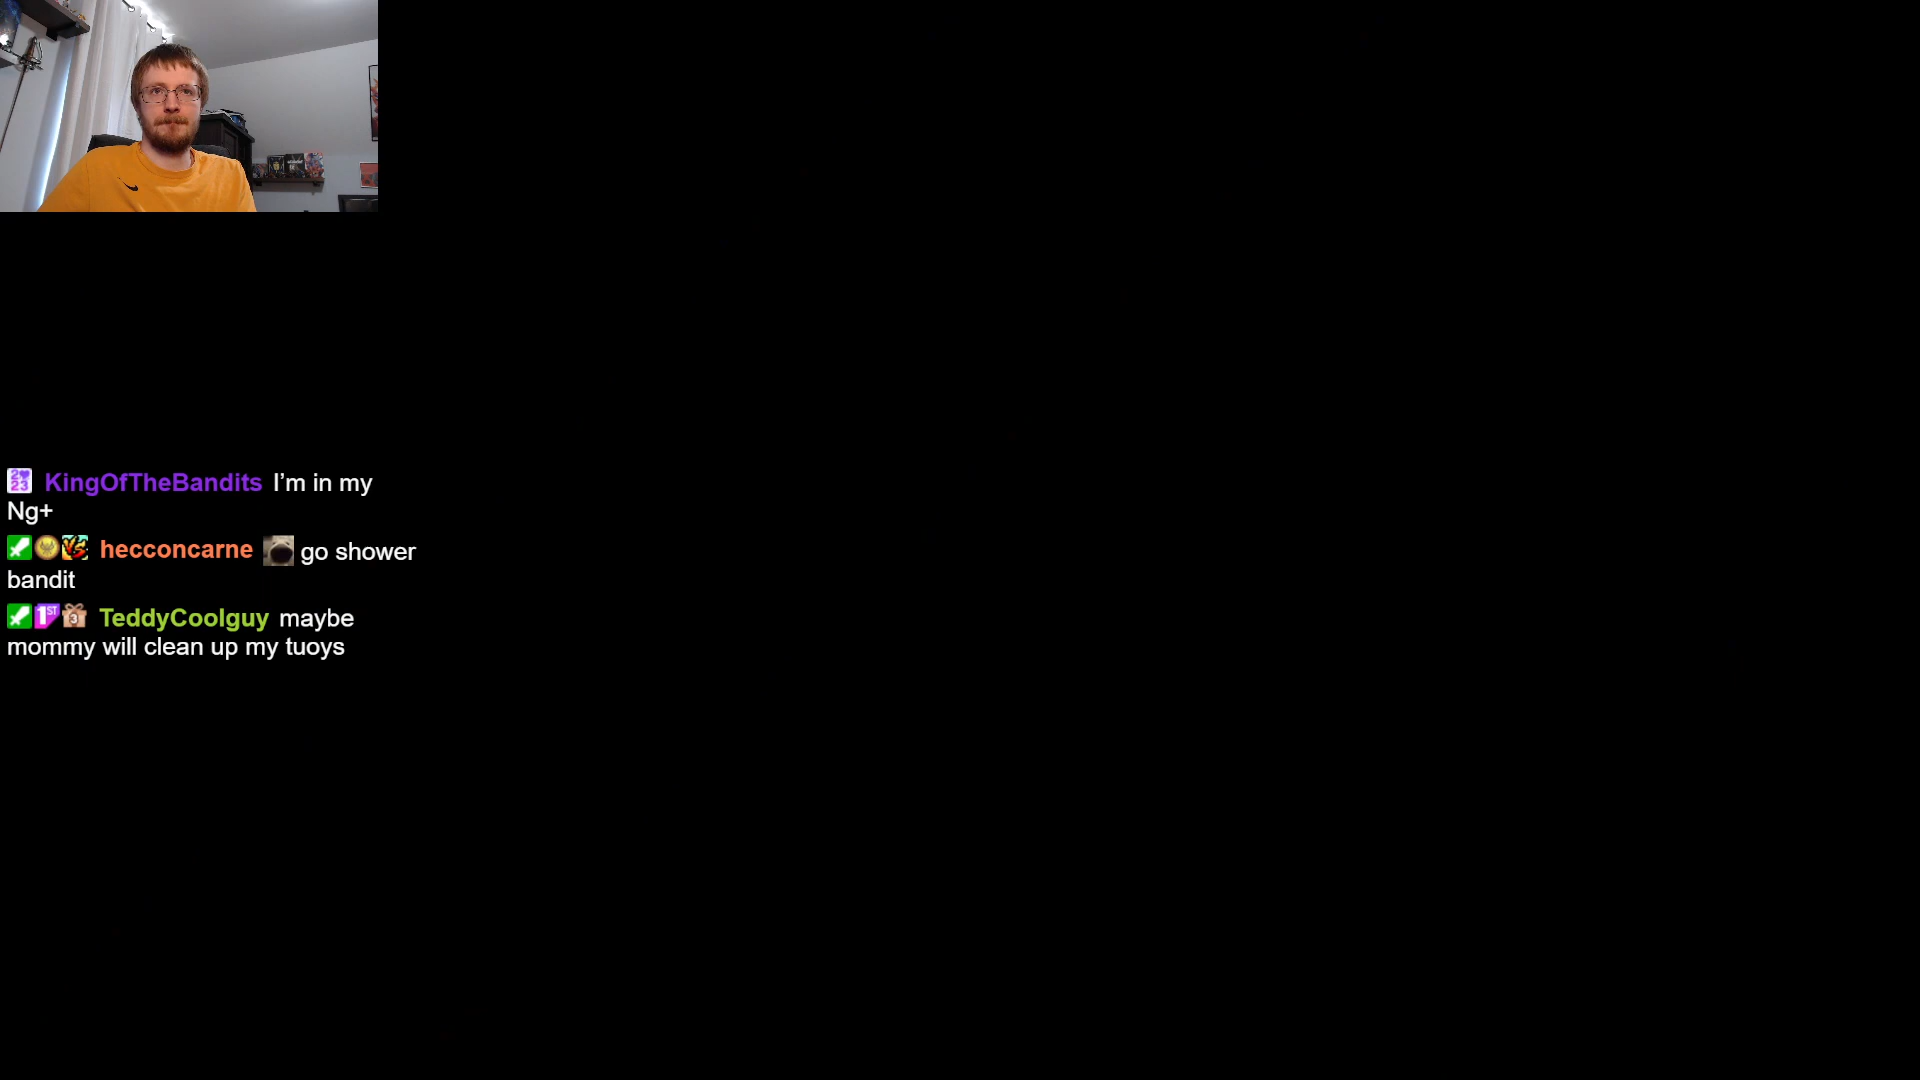 KingOfTheBandits I’m in my
Ng+
hecconcarne go shower
bandit
TeddyCoolguy maybe
mommy will clean up my tuoys